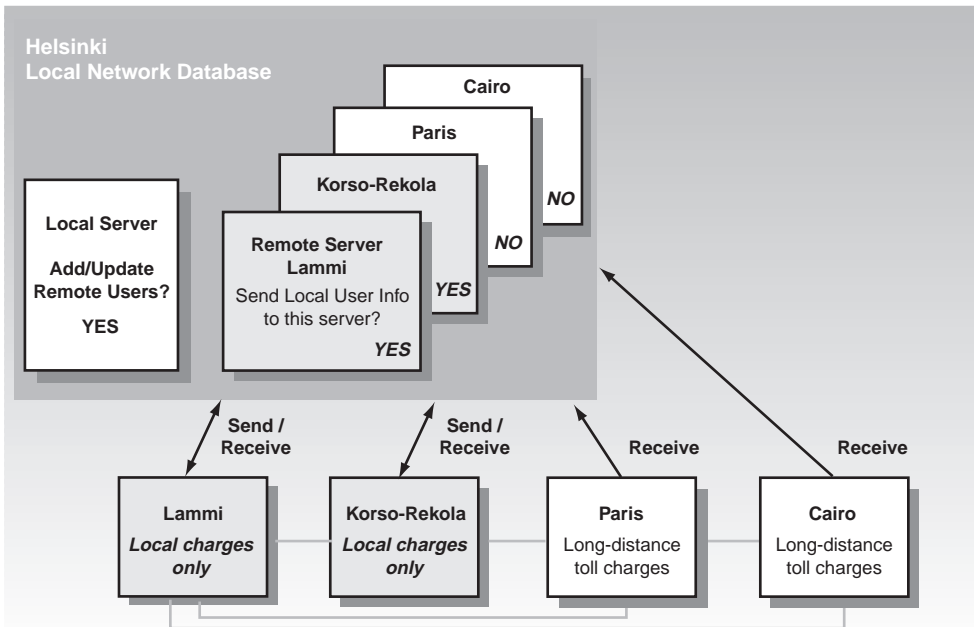 Helsinki
Local Network Database
Cairo
NO
Paris
NO
Korso-Rekola
YES
Remote Server
Lammi
Send Local User Info
to this server?
YES
Local Server
Add/Update
Remote Users?
YES
Send /
Receive
Send /
Receive
Receive
Receive
Lammi
Local charges
only
Korso-Rekola
Local charges
only
Paris
Long-distance
toll charges
Cairo
Long-distance
toll charges